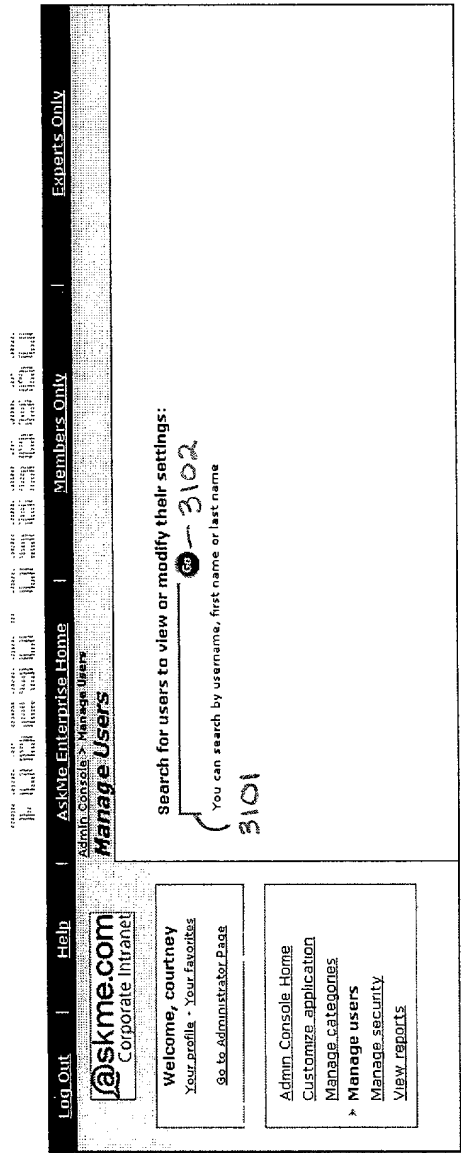 Log Out | Help | AskMe Enterprise Home | Members Only | Experts Only
@skme.com
Corporate Intranet
Admin Console > Manage Users
Manage Users
Welcome, courtney
Your profile - Your favorites
Go to Administrator Page
Admin Console Home
Customize application
Manage categories
» Manage users
Manage security
View reports
Search for users to view or modify their settings:
Go — 3102
You can search by username, first name or last name
3101